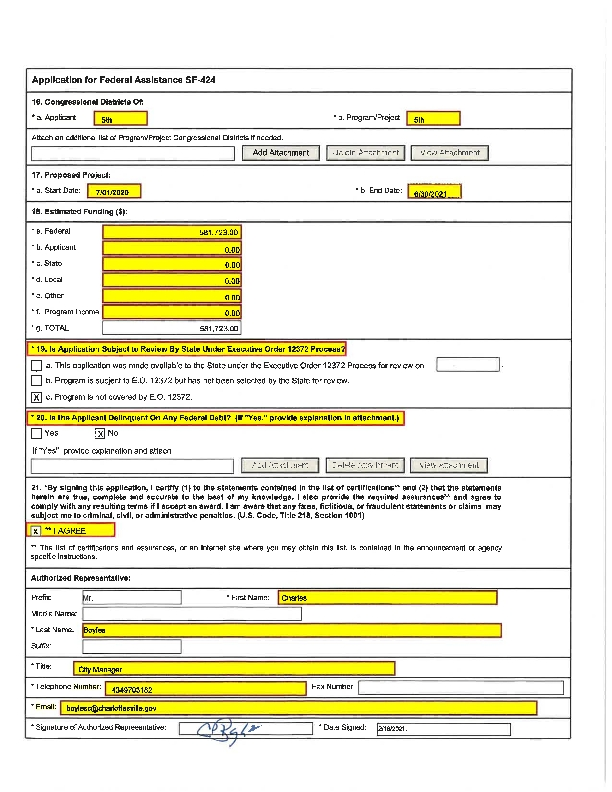 Application for Federal Assistance SF-424
16. Congressional Districts Of:
* a. Applicant 5th * b. Program/Project 5th
Attach an additional list of Program/Project Congressional Districts if needed.
Add Attachment Delete Attachment View Attachment
17. Proposed Project:
* a. Start Date: 7/01/2020 * b. End Date: 6/30/2021
18. Estimated Funding ($):
* a. Federal 581,723.00
* b. Applicant 0.00
* c. State 0.00
* d. Local 0.00
* e. Other 0.00
* f. Program Income 0.00
* g. TOTAL 581,723.00
* 19. Is Application Subject to Review By State Under Executive Order 12372 Process?
a. This application was made available to the State under the Executive Order 12372 Process for review on .
b. Program is subject to E.O. 12372 but has not been selected by the State for review.
X c. Program is not covered by E.O. 12372.
* 20. Is the Applicant Delinquent On Any Federal Debt? (If "Yes," provide explanation in attachment.)
Yes X No
If "Yes" provide explanation and attach
Add Attachment Delete Attachment View Attachment
21. *By signing this application, I certify (1) to the statements contained in the list of certifications** and (2) that the statements
herein are true, complete and accurate to the best of my knowledge. I also provide the required assurances** and agree to
comply with any resulting terms if I accept an award. I am aware that any false, fictitious, or fraudulent statements or claims may
subject me to criminal, civil, or administrative penalties. (U.S. Code, Title 218, Section 1001)
X ** I AGREE
** The list of certifications and assurances, or an internet site where you may obtain this list, is contained in the announcement or agency
specific instructions.
Authorized Representative:
Prefix: Mr. * First Name: Charles
Middle Name:
* Last Name: Boyles
Suffix:
* Title: City Manager
* Telephone Number: 4349703182 Fax Number:
* Email: boylesc@charlottesville.gov
* Signature of Authorized Representative: * Date Signed: 2/16/2021